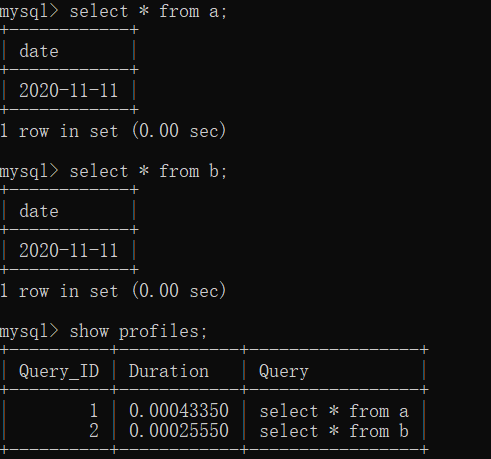 mysql> select * from a;
+------------+
| date       |
+------------+
| 2020-11-11 |
+------------+
1 row in set (0.00 sec)

mysql> select * from b;
+------------+
| date       |
+------------+
| 2020-11-11 |
+------------+
1 row in set (0.00 sec)

mysql> show profiles;
+----------+------------+-----------------+
| Query_ID | Duration   | Query           |
+----------+------------+-----------------+
|        1 | 0.00043350 | select * from a |
|        2 | 0.00025550 | select * from b |
+----------+------------+-----------------+